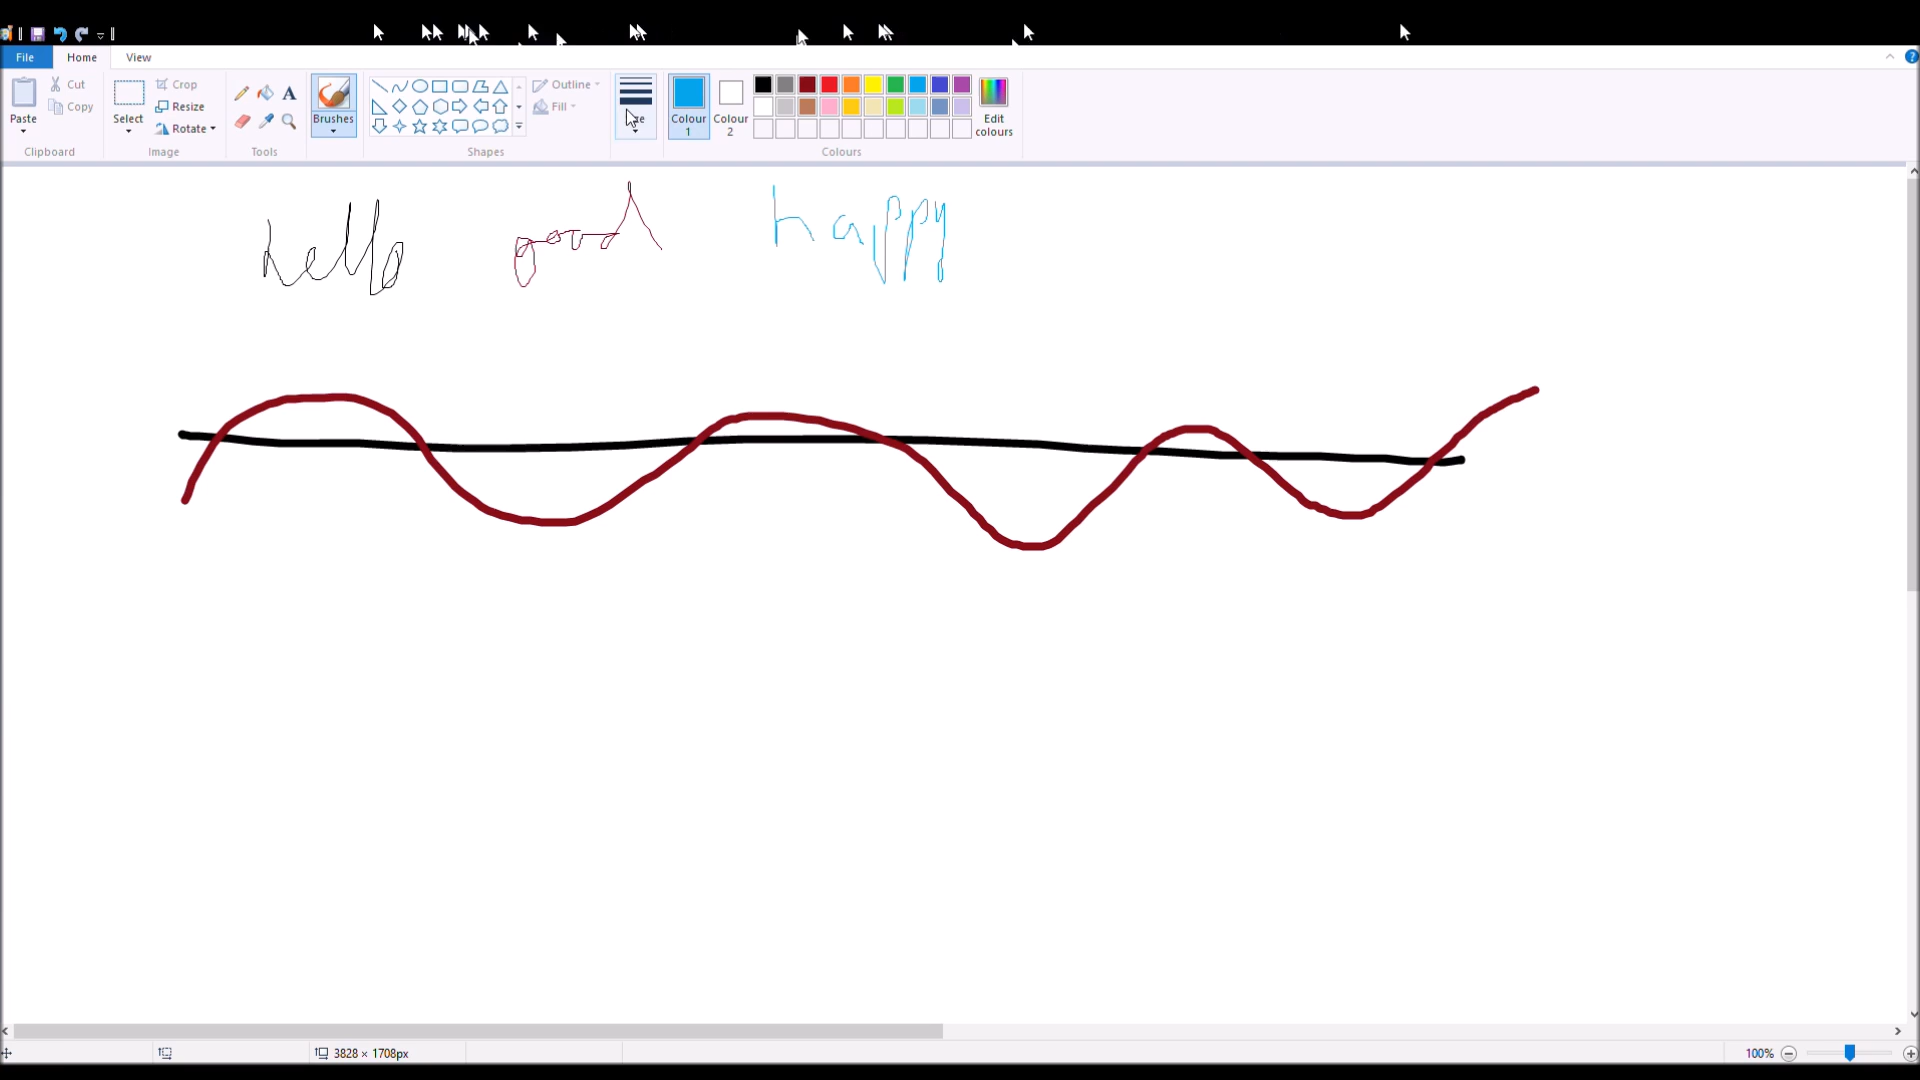 File Home View
Cut Crop Outline
Copy Resize Fill
Paste Select Rotate Brushes Colour 1 Colour 2 Edit colours
Clipboard Image Tools Shapes Colours
hello good happy
3828 × 1708px 100%